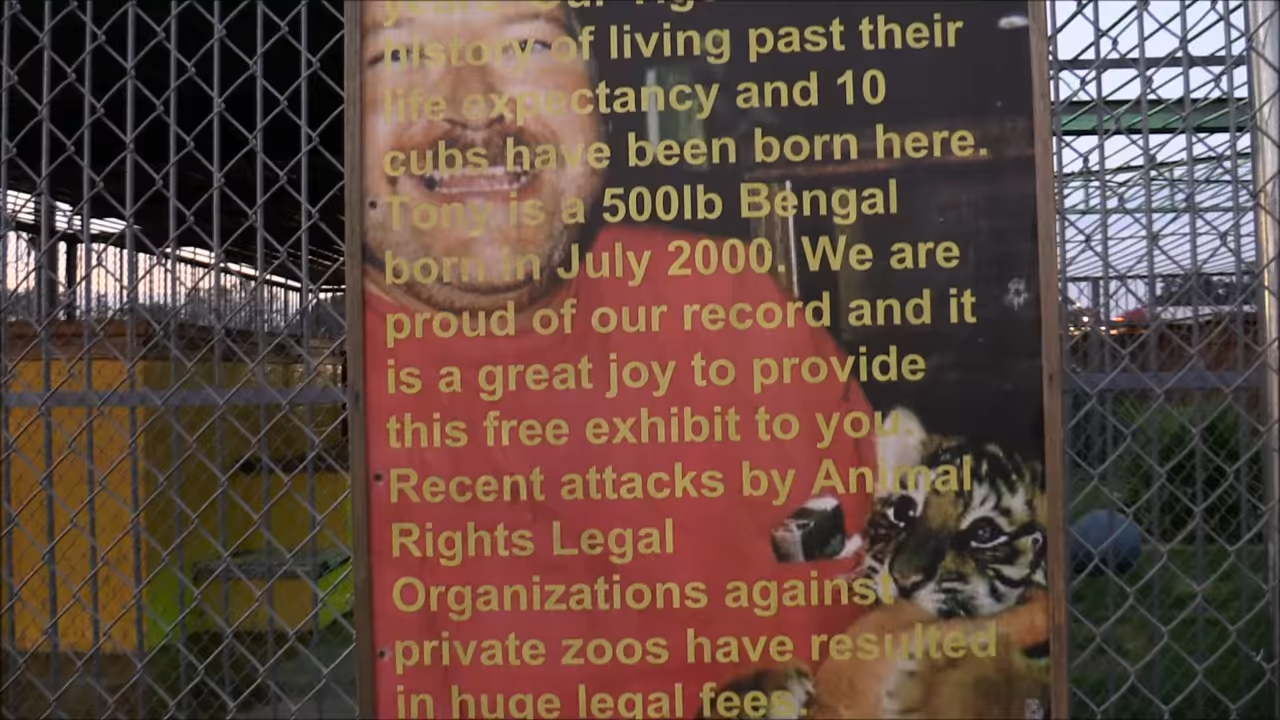 history of living past their
life expectancy and 10
cubs have been born here.
Tony is a 500lb Bengal
born in July 2000. We are
proud of our record and it
is a great joy to provide
this free exhibit to you.
Recent attacks by Animal
Rights Legal
Organizations against
private zoos have resulted
in huge legal fees.